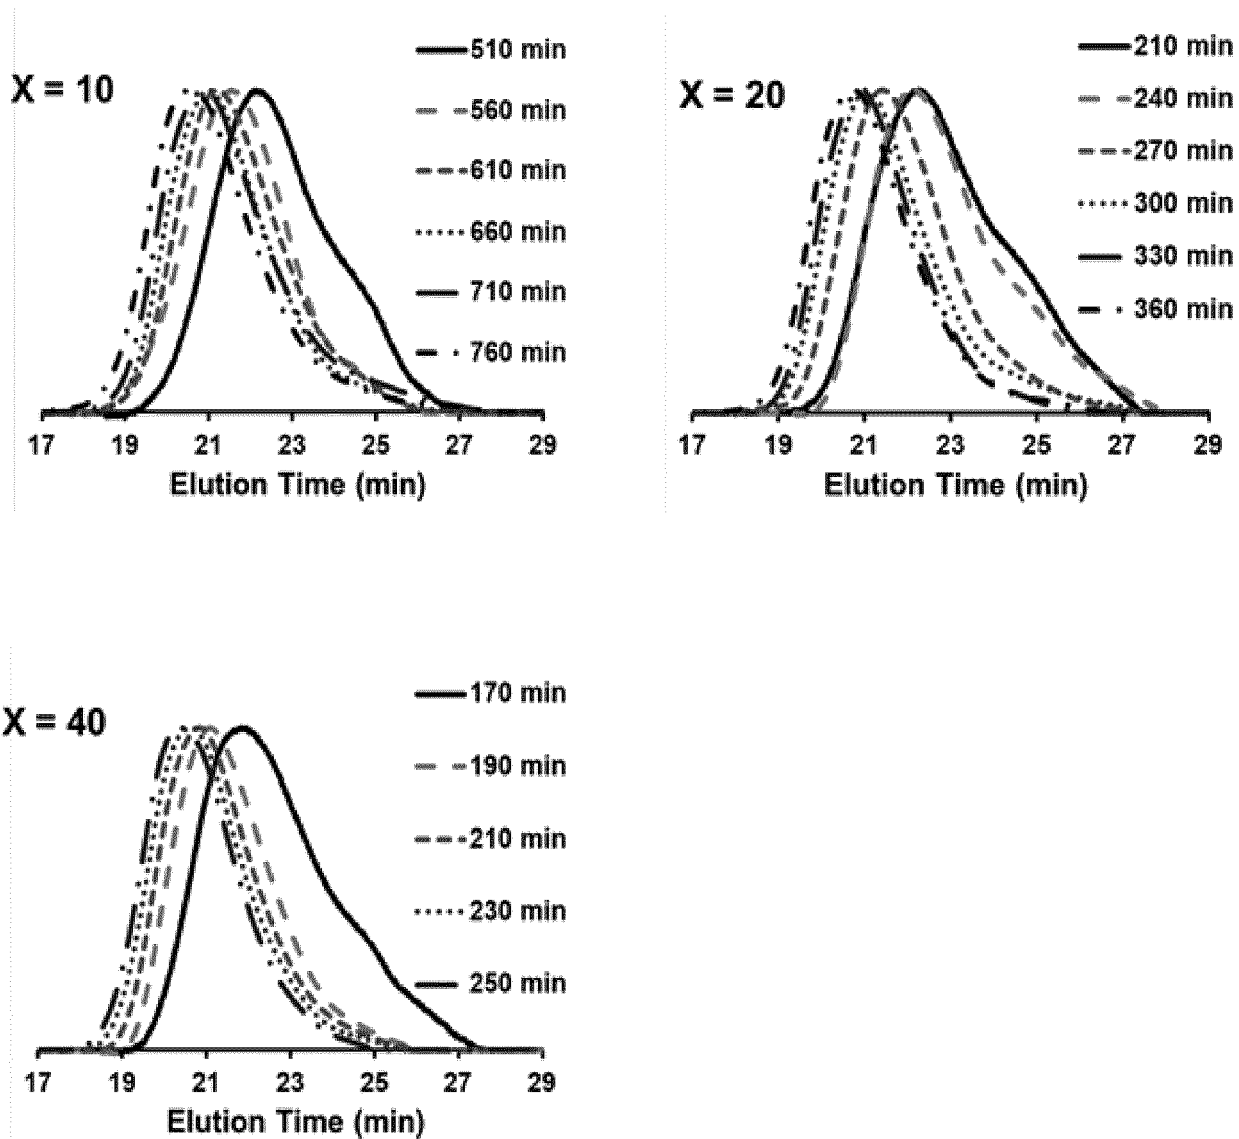 X = 10
510 min
560 min
610 min
660 min
710 min
760 min
17 19 21 23 25 27 29
Elution Time (min)
X = 20
210 min
240 min
270 min
300 min
330 min
360 min
17 19 21 23 25 27 29
Elution Time (min)
X = 40
170 min
190 min
210 min
230 min
250 min
17 19 21 23 25 27 29
Elution Time (min)